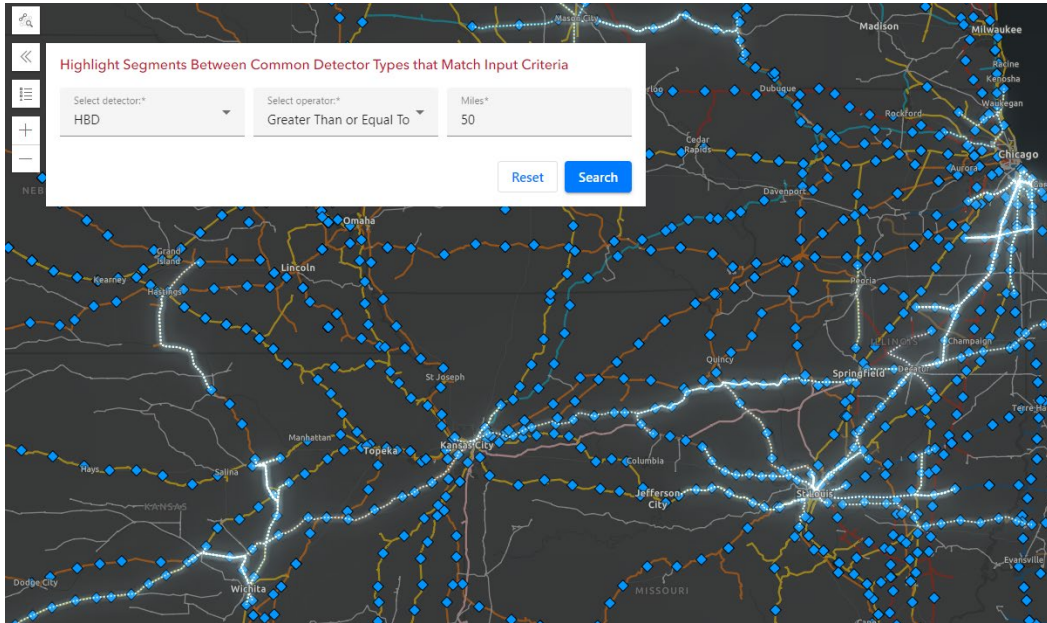 Mason City
Madison
Milwaukee
Highlight Segments Between Common Detector Types that Match Input Criteria
Racine
Kenosha
Select detector:*
Select operator:*
Miles*
HBD
Greater Than or Equal To
50
Dubuque
Waukegan
Rockford
Cedar
Rapids
Chicago
Aurora
Reset
Search
Davenport
Omaha
Grand
Island
Lincoln
Kearney
Hastings
Peoria
ILLINOIS
Champaign
Quincy
Springfield
Decatur
St Joseph
Terre Ha
Manhattan
Kansas City
Topeka
Columbia
Hays
Salina
Jefferson
City
St Louis
KANSAS
Evansville
Dodge City
Wichita
MISSOURI